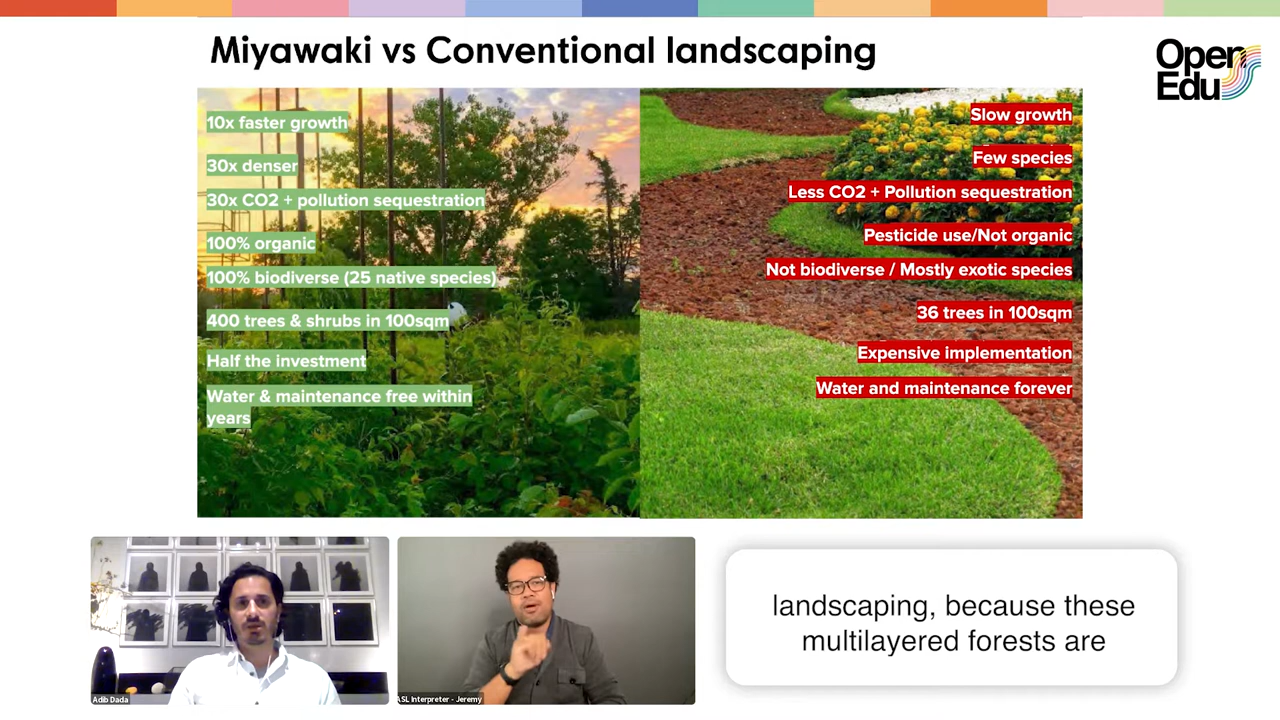 Miyawaki vs Conventional landscaping
Open
Edu
10x faster growth
30x denser
30x CO2 + pollution sequestration
100% organic
100% biodiverse (25 native species)
400 trees & shrubs in 100sqm
Half the investment
Water & maintenance free within
years
Slow growth
Few species
Less CO2 + Pollution sequestration
Pesticide use/Not organic
Not biodiverse / Mostly exotic species
36 trees in 100sqm
Expensive implementation
Water and maintenance forever
Adib Dada
ASL Interpreter - Jeremy
landscaping, because these
multilayered forests are